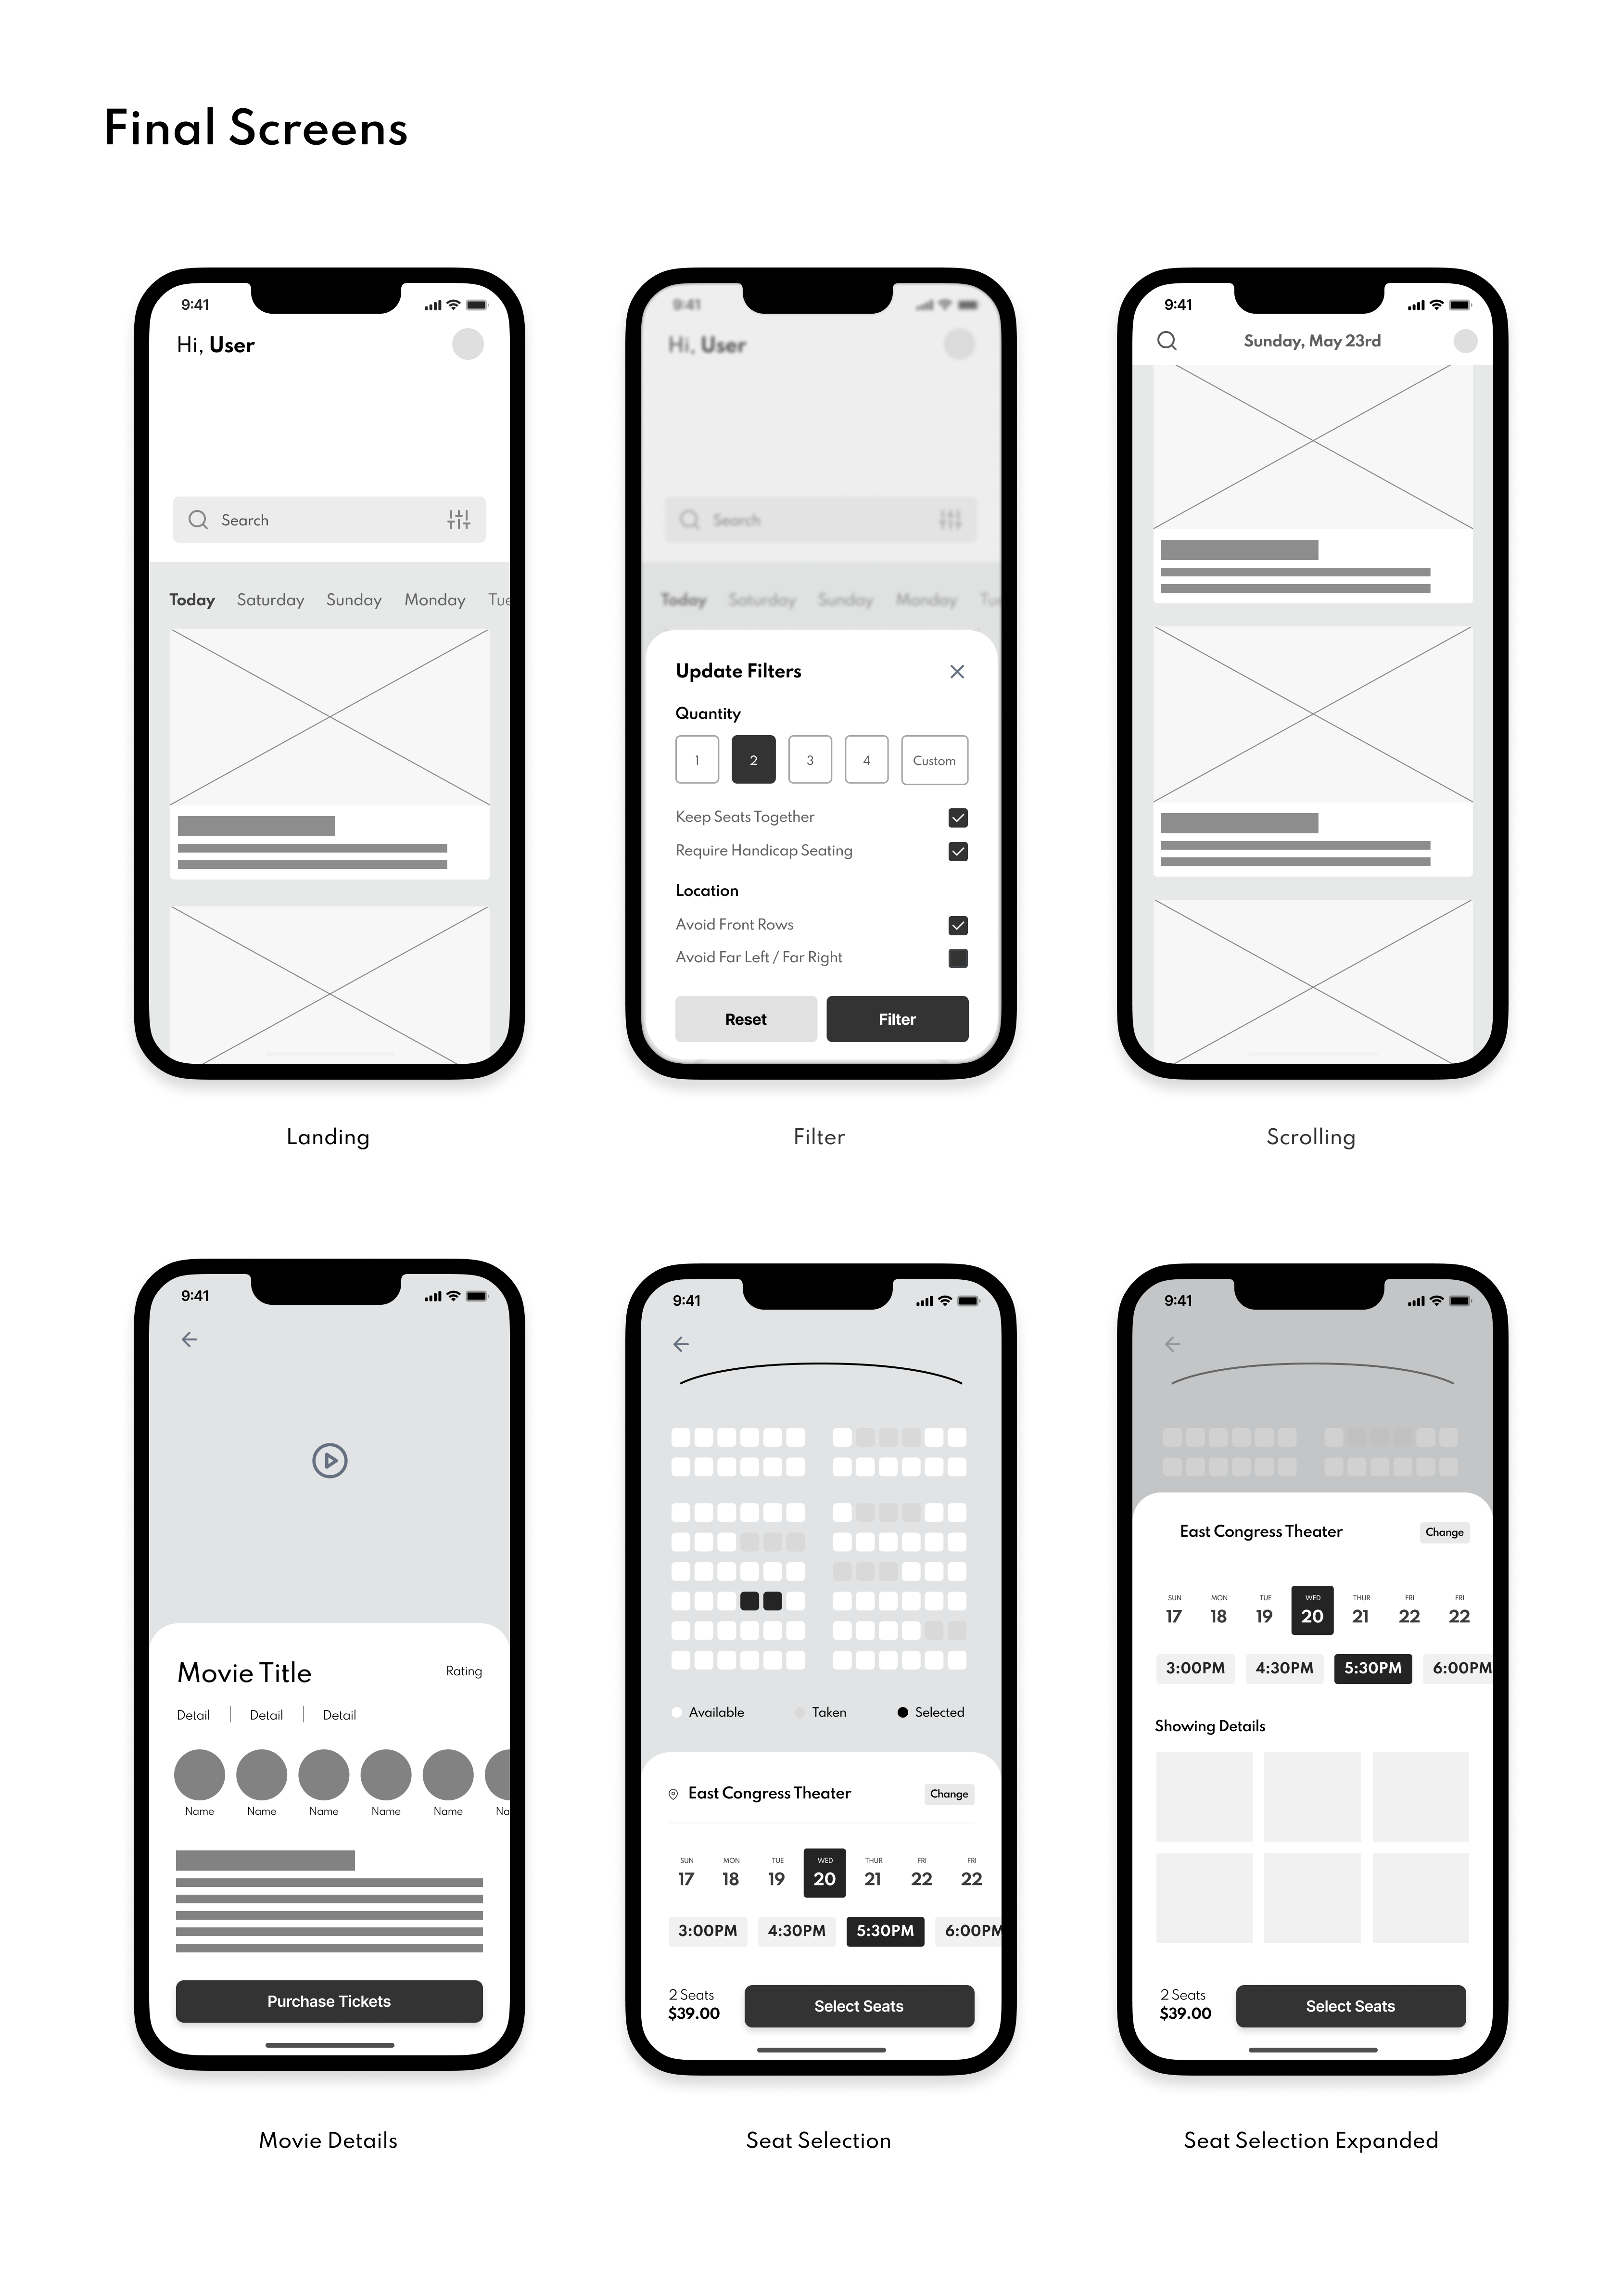 Final Screens
9:41
Hi, User
Search
Today Saturday Sunday Monday Tue
Landing
9:41
Hi, User
Search
Today Saturday Sunday Monday Tue
Update Filters
Quantity
1 2 3 4 Custom
Keep Seats Together
Require Handicap Seating
Location
Avoid Front Rows
Avoid Far Left / Far Right
Reset Filter
Filter
9:41
Sunday, May 23rd
Scrolling
9:41
Movie Title Rating
Detail Detail Detail
Name Name Name Name Name Na
Purchase Tickets
Movie Details
9:41
Available Taken Selected
East Congress Theater Change
SUN MON TUE WED THUR FRI FRI
17 18 19 20 21 22 22
3:00PM 4:30PM 5:30PM 6:00PM
2 Seats
$39.00
Select Seats
Seat Selection
9:41
East Congress Theater Change
SUN MON TUE WED THUR FRI FRI
17 18 19 20 21 22 22
3:00PM 4:30PM 5:30PM 6:00PM
Showing Details
2 Seats
$39.00
Select Seats
Seat Selection Expanded